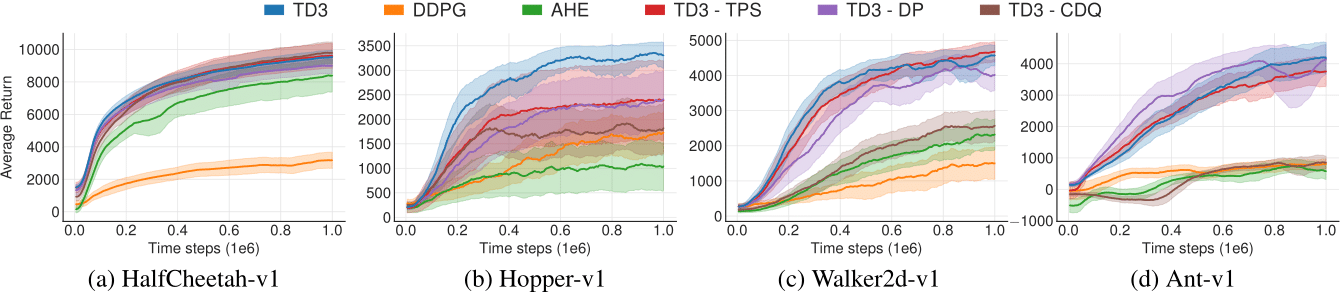 TD3 DDPG AHE TD3 - TPS TD3 - DP TD3 - CDQ
Average Return
10000
8000
6000
4000
2000
0
0.0 0.2 0.4 0.6 0.8 1.0
Time steps (1e6)
(a) HalfCheetah-v1
3500
3000
2500
2000
1500
1000
500
0
0.0 0.2 0.4 0.6 0.8 1.0
Time steps (1e6)
(b) Hopper-v1
5000
4000
3000
2000
1000
0
0.0 0.2 0.4 0.6 0.8 1.0
Time steps (1e6)
(c) Walker2d-v1
4000
3000
2000
1000
0
−1000
0.0 0.2 0.4 0.6 0.8 1.0
Time steps (1e6)
(d) Ant-v1